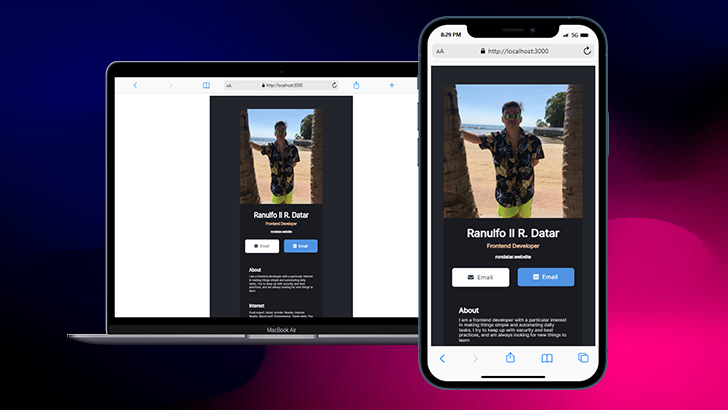 http://localhost:3000
Ranulfo II R. Datar
Frontend Developer
rondatar.website
Email
Email
About
I am a frontend developer with a particular interest
in making things simple and automating daily
tasks. I try to keep up with security and best
practices, and am always looking for new things to
learn
Interest
MacBook Air
8:29 PM
5G
AA
http://localhost:3000
Ranulfo II R. Datar
Frontend Developer
rondatar.website
Email
Email
About
I am a frontend developer with a particular interest
in making things simple and automating daily
tasks. I try to keep up with security and best
practices, and am always looking for new things to
learn